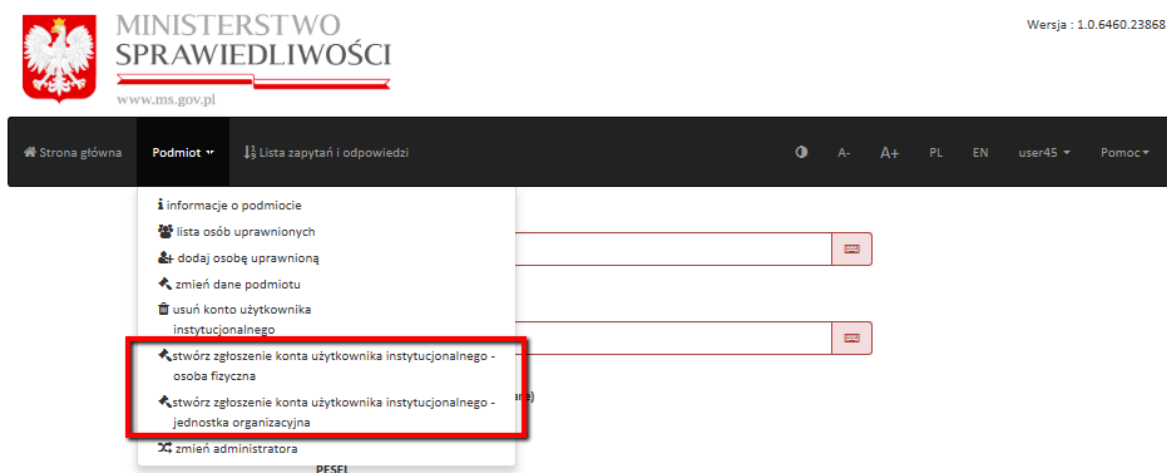 MINISTERSTWO
SPRAWIEDLIWOŚCI
www.ms.gov.pl
Wersja : 1.0.6460.23868
Strona główna Podmiot Lista zapytań i odpowiedzi A- A+ PL EN user45 Pomoc
informacje o podmiocie
lista osób uprawnionych
dodaj osobę uprawnioną
zmień dane podmiotu
usuń konto użytkownika
instytucjonalnego
stwórz zgłoszenie konta użytkownika instytucjonalnego -
osoba fizyczna
stwórz zgłoszenie konta użytkownika instytucjonalnego -
jednostka organizacyjna
zmień administratora
PESEL